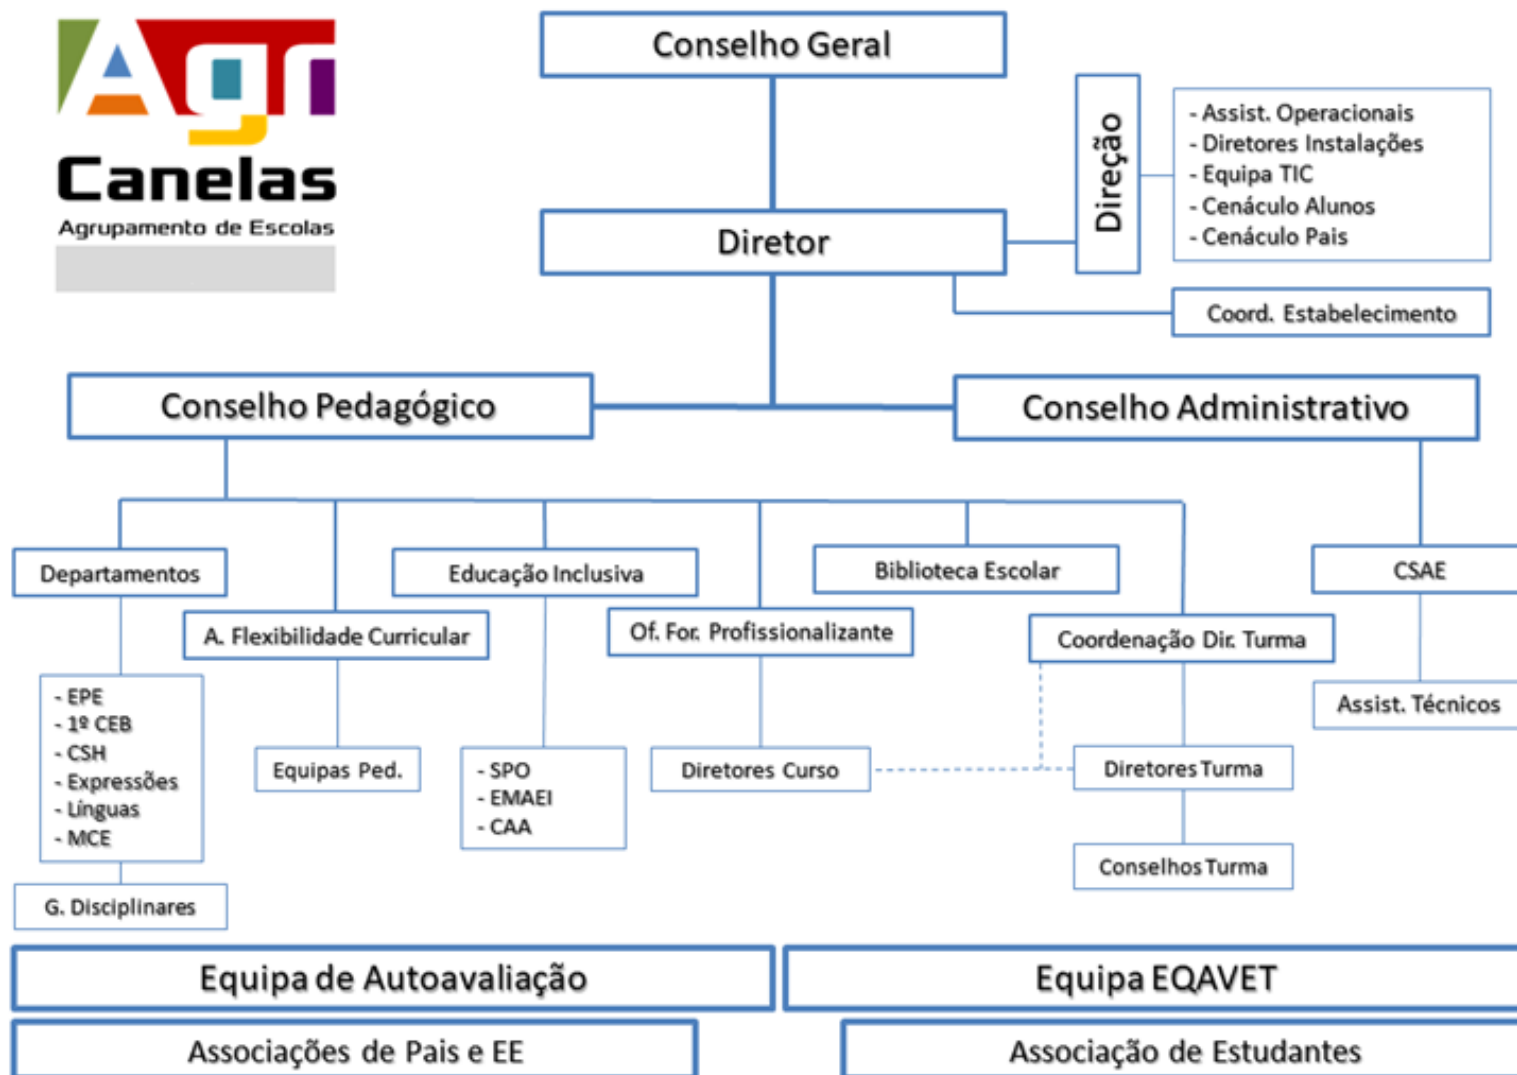 Agr
Canelas
Agrupamento de Escolas
Conselho Geral
Direção
- Assist. Operacionais
- Diretores Instalações
- Equipa TIC
- Cenáculo Alunos
- Cenáculo Pais
Diretor
Coord. Estabelecimento
Conselho Pedagógico
Conselho Administrativo
Departamentos
Educação Inclusiva
Biblioteca Escolar
CSAE
A. Flexibilidade Curricular
Of. For. Profissionalizante
Coordenação Dir. Turma
- EPE
- 1º CEB
- CSH
- Expressões
- Línguas
- MCE
Assist. Técnicos
Equipas Ped.
- SPO
- EMAEI
- CAA
Diretores Curso
Diretores Turma
Conselhos Turma
G. Disciplinares
Equipa de Autoavaliação
Equipa EQAVET
Associações de Pais e EE
Associação de Estudantes